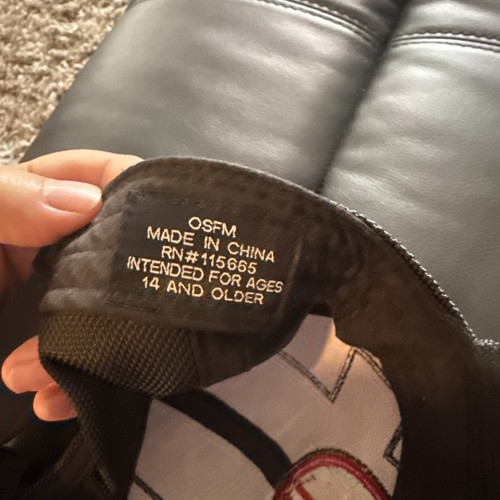 OSFM
MADE IN CHINA
RN#115665
INTENDED FOR AGES
14 AND OLDER